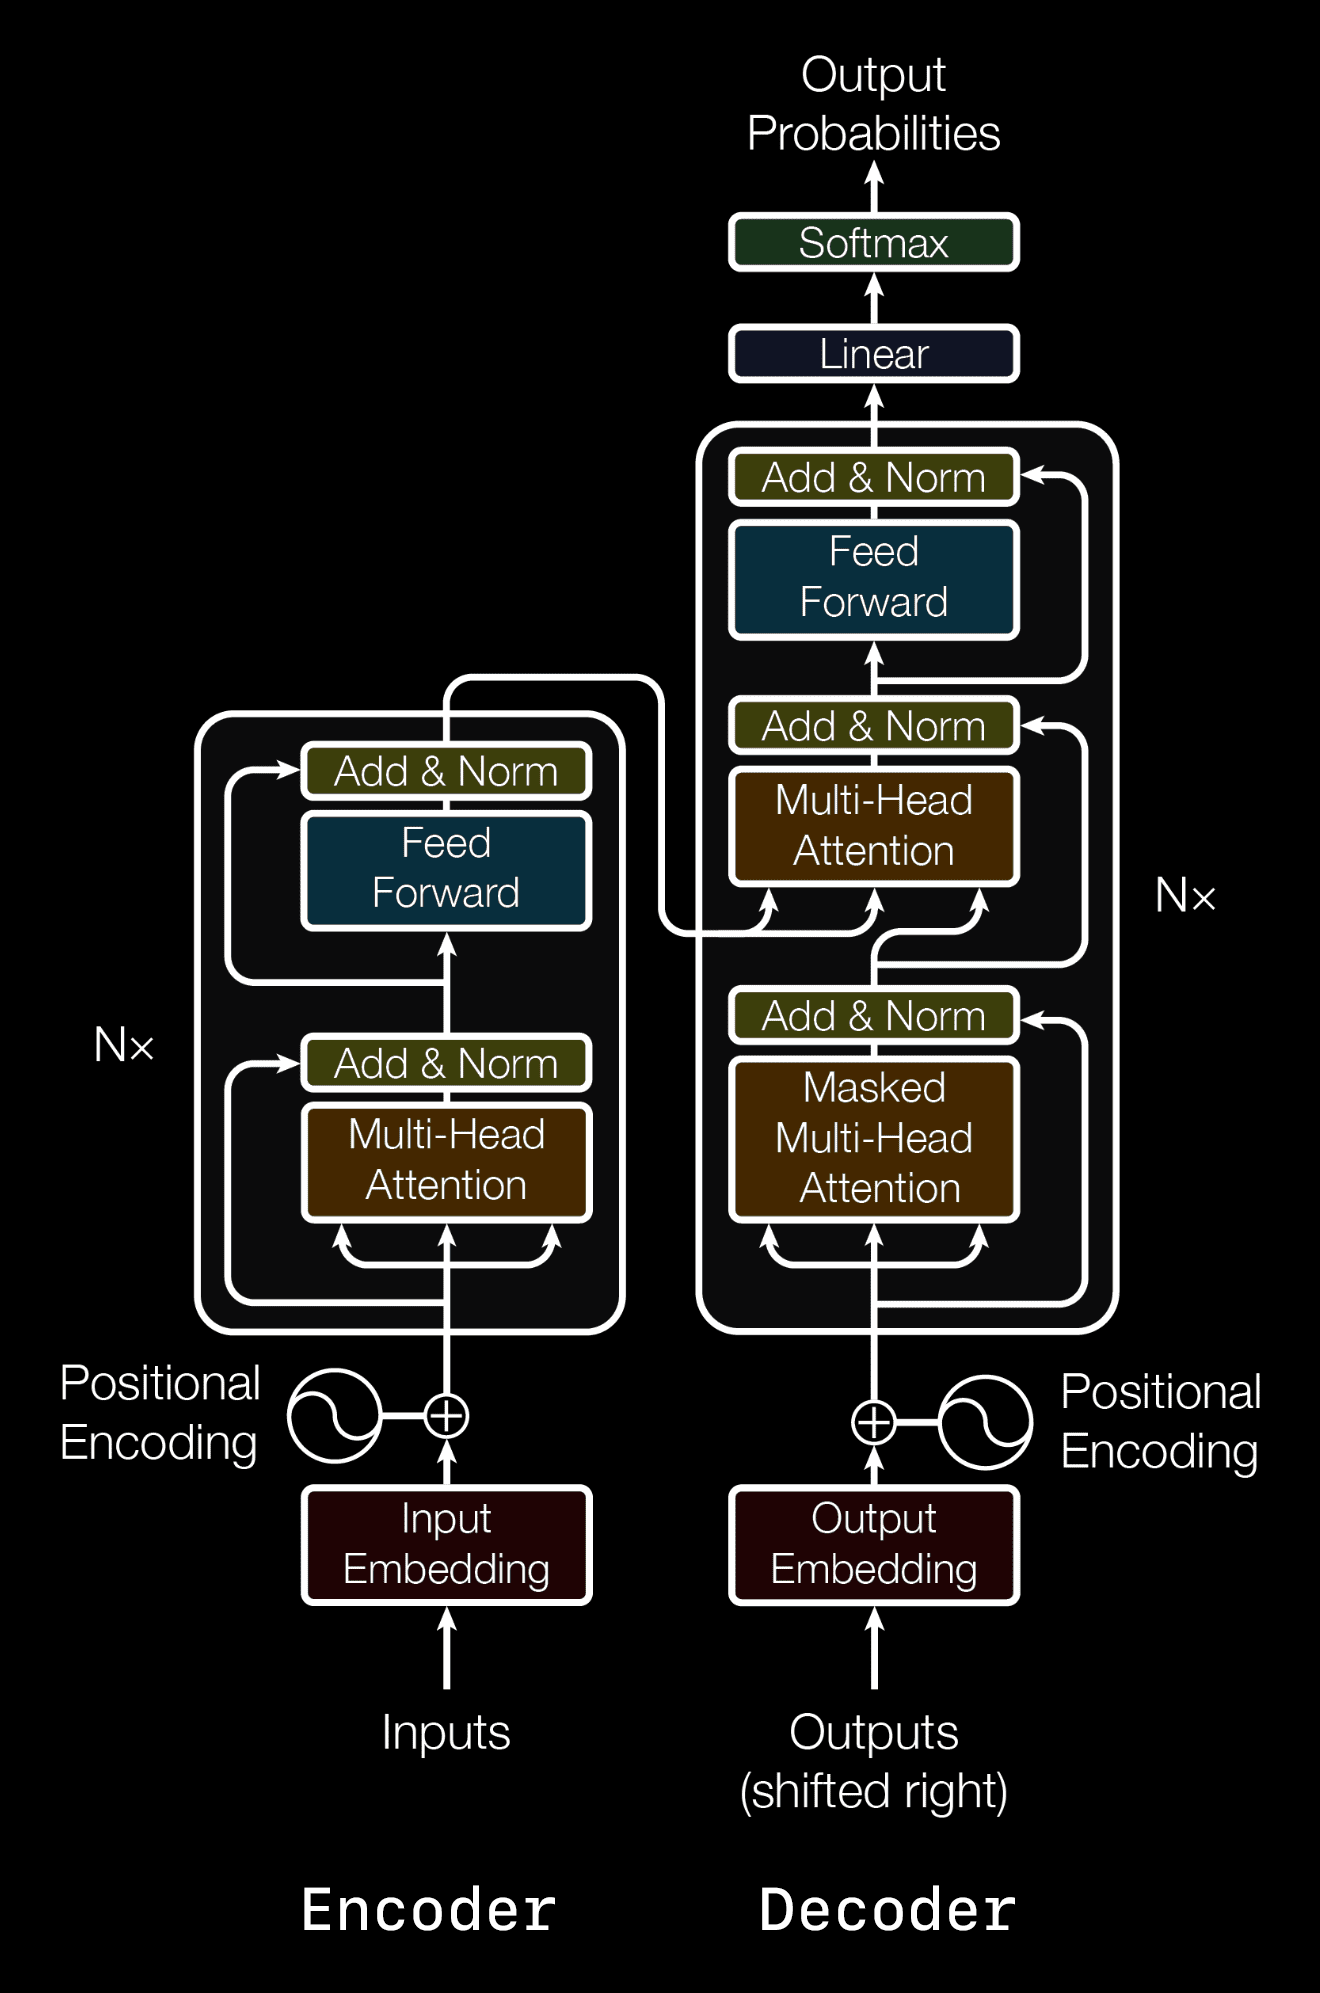 Output
Probabilities
Softmax
Linear
Add & Norm
Feed
Forward
Add & Norm
Multi-Head
Attention
Nx
Add & Norm
Masked
Multi-Head
Attention
Add & Norm
Feed
Forward
Nx
Add & Norm
Multi-Head
Attention
Positional
Encoding
Positional
Encoding
Input
Embedding
Output
Embedding
Inputs
Outputs
(shifted right)
Encoder
Decoder